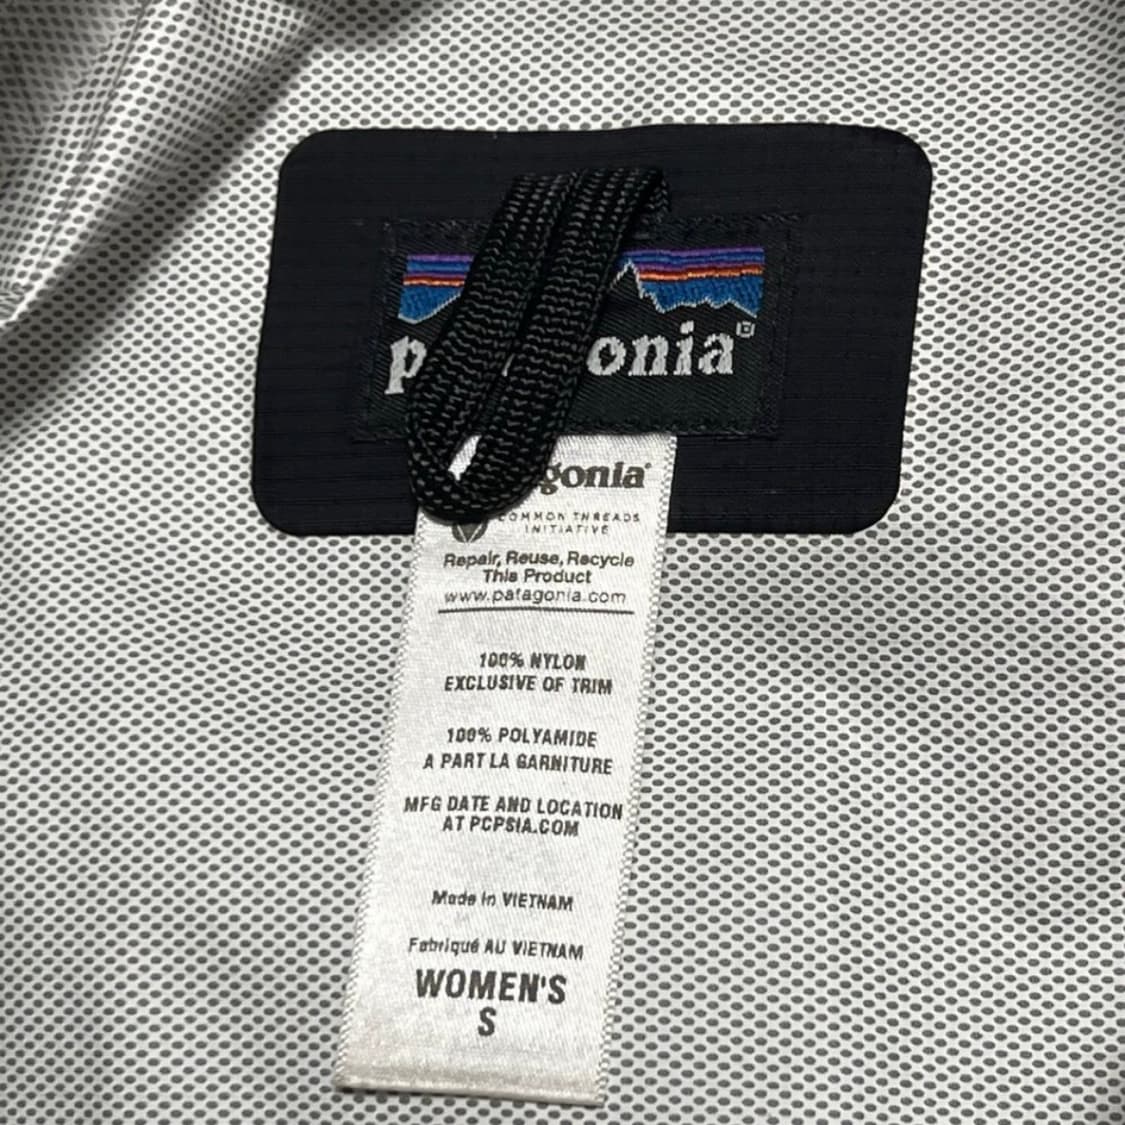 p onia
gonia
COMMON THREADS
INITIATIVE
Repair, Reuse, Recycle
This Product
www.patagonia.com
100% NYLON
EXCLUSIVE OF TRIM
100% POLYAMIDE
A PART LA GARNITURE
MFG DATE AND LOCATION
AT PCPSIA.COM
Made in VIETNAM
Fabriqué AU VIETNAM
WOMEN'S
S